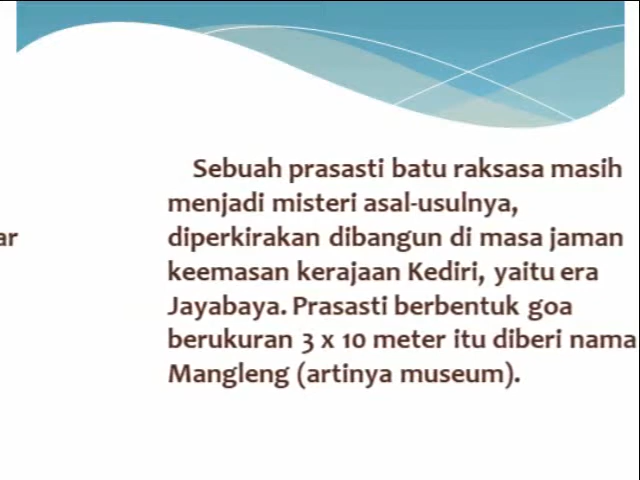 Sebuah prasasti batu raksasa masih
menjadi misteri asal-usulnya,
ar
diperkirakan dibangun di masa jaman
keemasan kerajaan Kediri, yaitu era
Jayabaya. Prasasti berbentuk goa
berukuran 3 x 10 meter itu diberi nama
Mangleng (artinya museum).